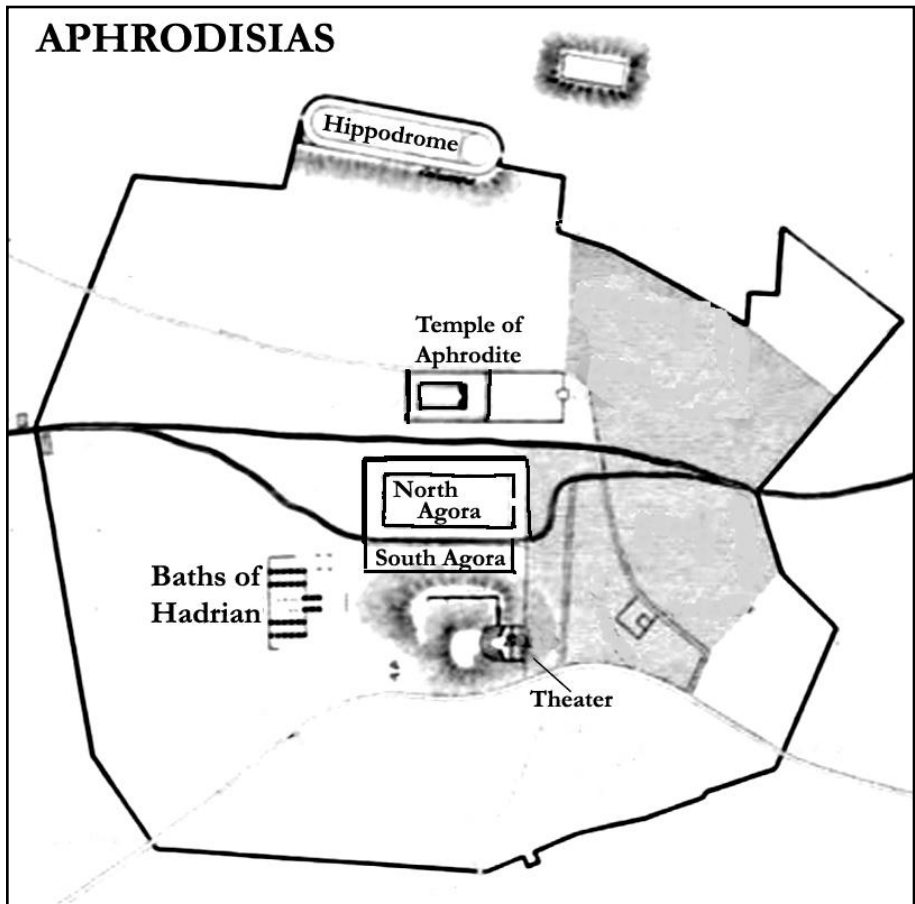 APHRODISIAS
Hippodrome
Temple of
Aphrodite
North
Agora
South Agora
Baths of
Hadrian
Theater